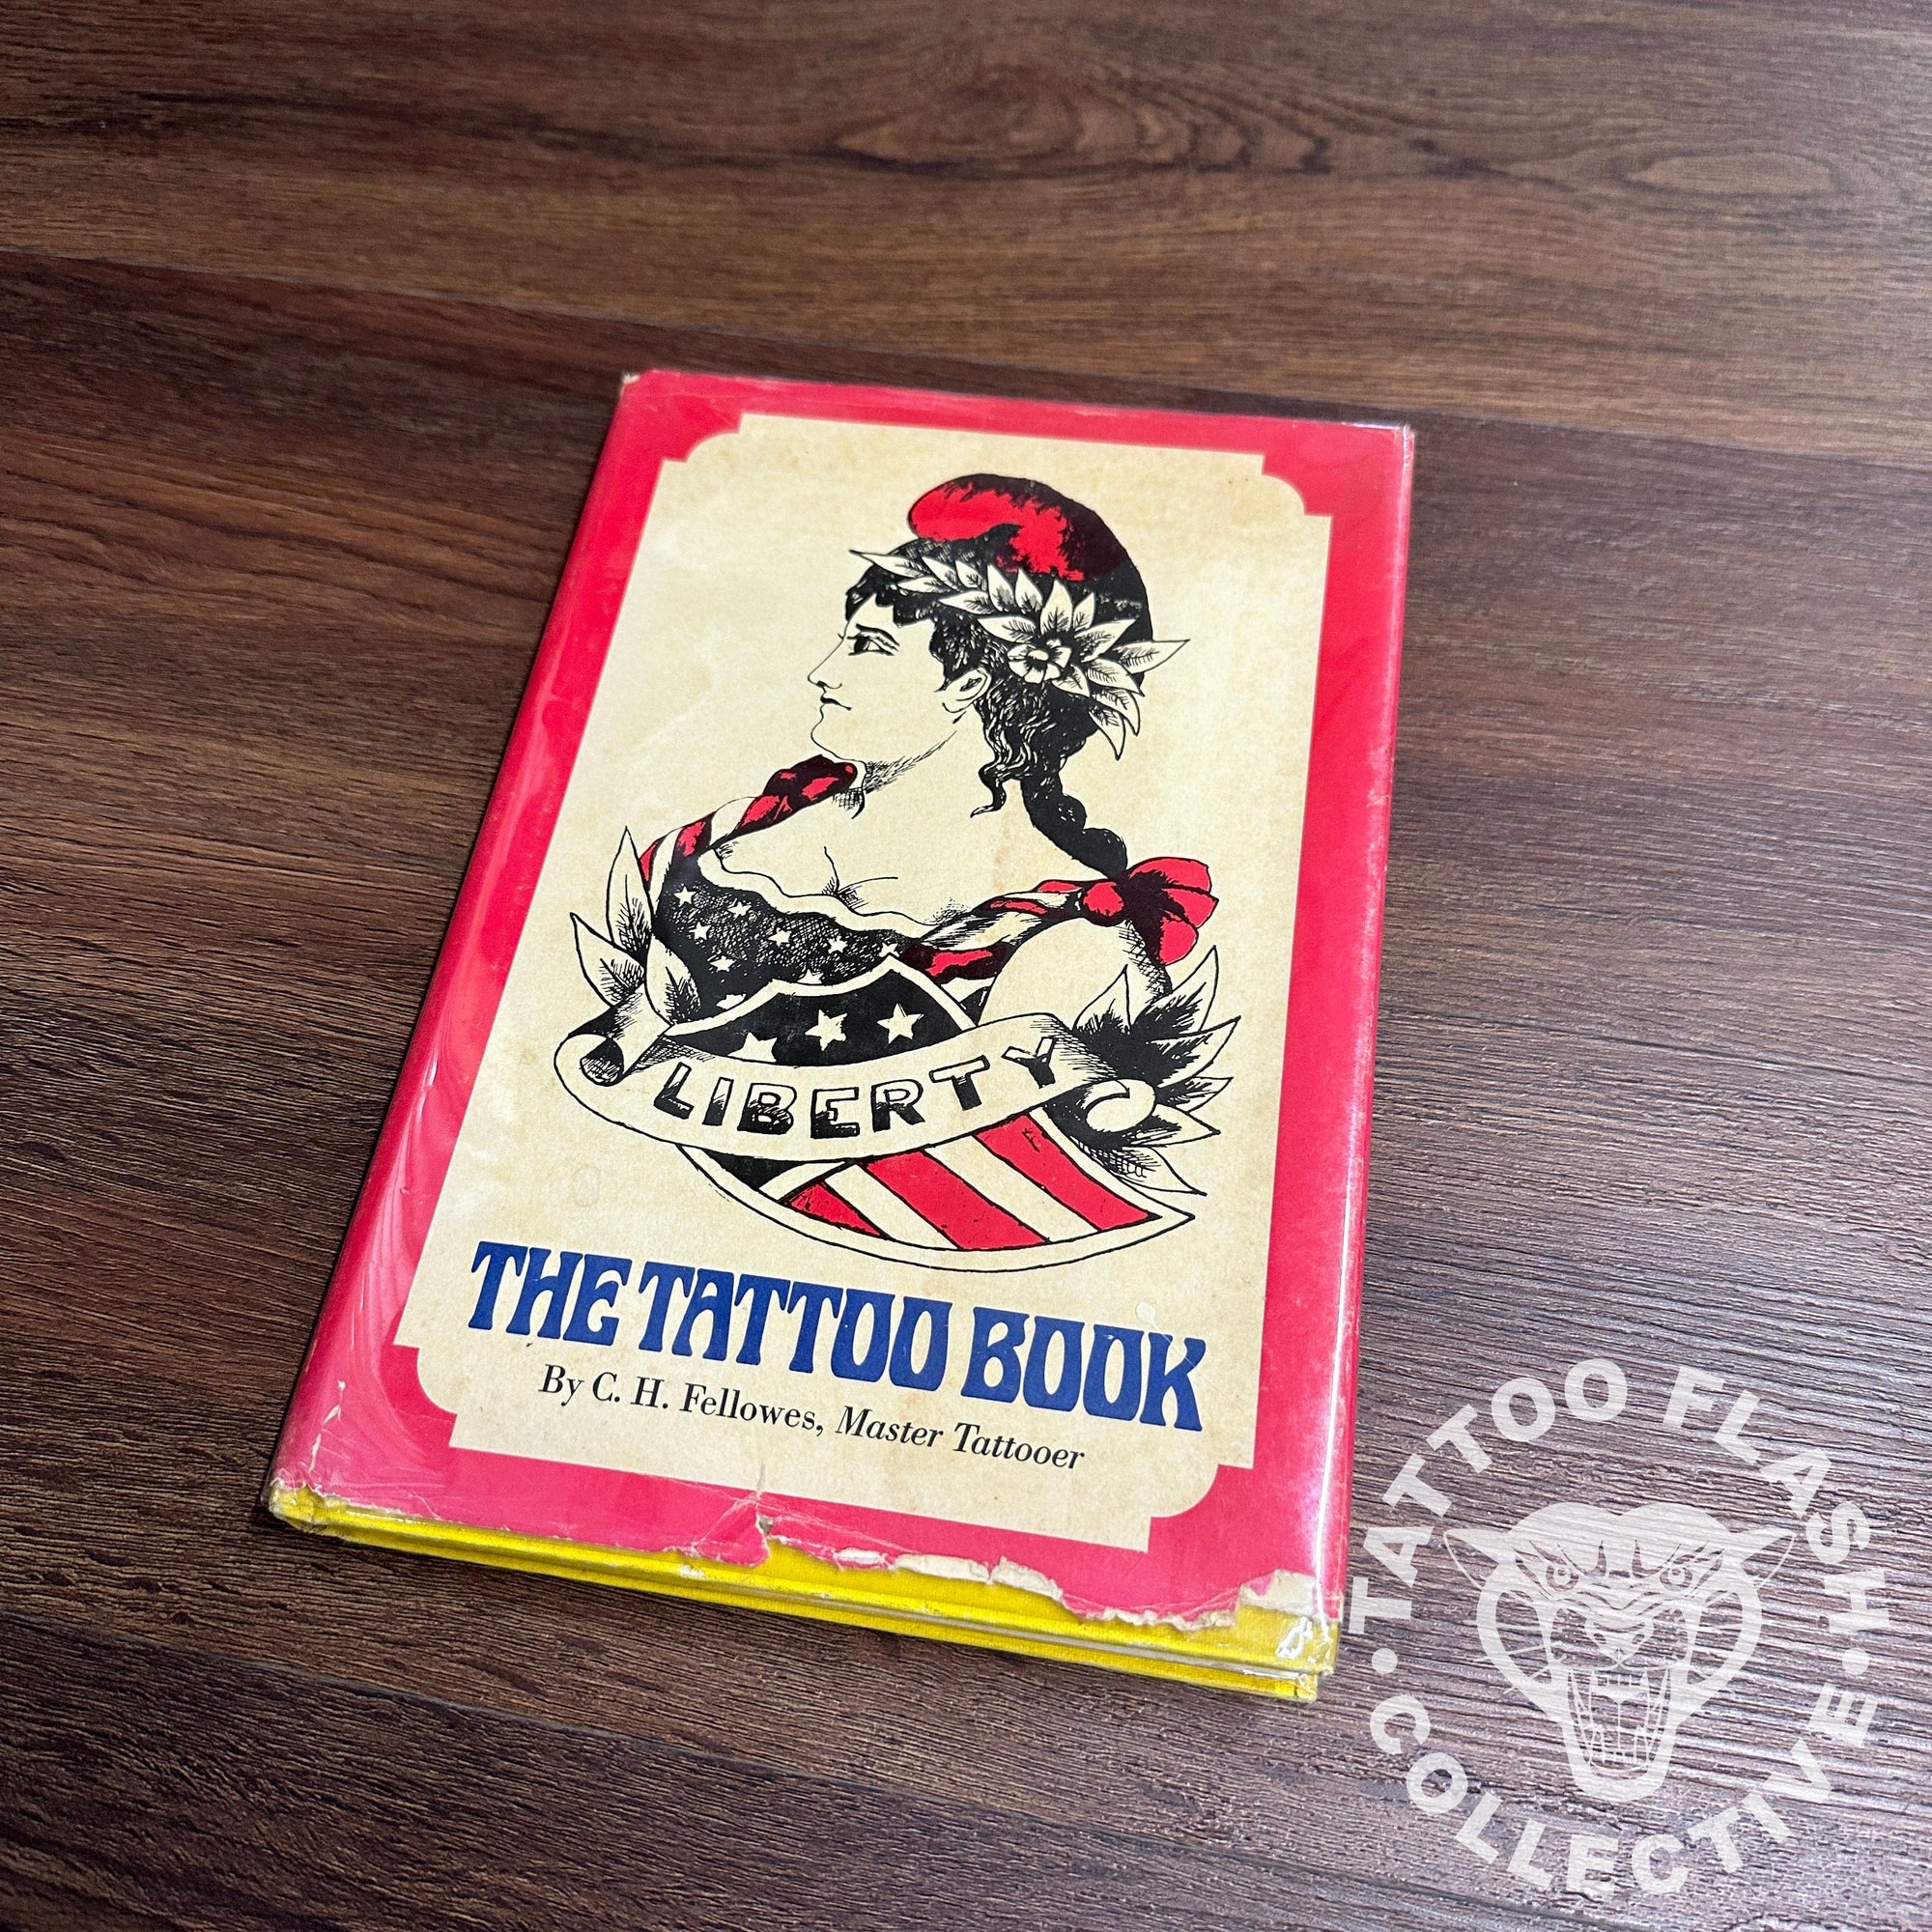 LIBERTY
THE TATTOO BOOK
By C. H. Fellowes, Master Tattooer
• TATTOO FLASH •
COLLECTIVE